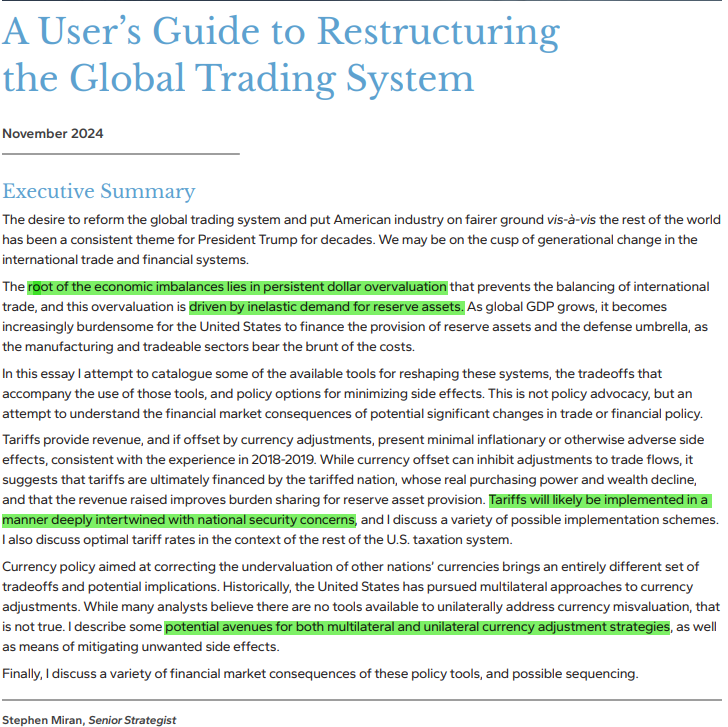 A User's Guide to Restructuring
the Global Trading System
November 2024
Executive Summary
The desire to reform the global trading system and put American industry on fairer ground vis-à-vis the rest of the world
has been a consistent theme for President Trump for decades. We may be on the cusp of generational change in the
international trade and financial systems.
The root of the economic imbalances lies in persistent dollar overvaluation that prevents the balancing of international
trade, and this overvaluation is driven by inelastic demand for reserve assets. As global GDP grows, it becomes
increasingly burdensome for the United States to finance the provision of reserve assets and the defense umbrella, as
the manufacturing and tradeable sectors bear the brunt of the costs.
In this essay I attempt to catalogue some of the available tools for reshaping these systems, the tradeoffs that
accompany the use of those tools, and policy options for minimizing side effects. This is not policy advocacy, but an
attempt to understand the financial market consequences of potential significant changes in trade or financial policy.
Tariffs provide revenue, and if offset by currency adjustments, present minimal inflationary or otherwise adverse side
effects, consistent with the experience in 2018-2019. While currency offset can inhibit adjustments to trade flows, it
suggests that tariffs are ultimately financed by the tariffed nation, whose real purchasing power and wealth decline,
and that the revenue raised improves burden sharing for reserve asset provision. Tariffs will likely be implemented in a
manner deeply intertwined with national security concerns, and I discuss a variety of possible implementation schemes.
I also discuss optimal tariff rates in the context of the rest of the U.S. taxation system.
Currency policy aimed at correcting the undervaluation of other nations' currencies brings an entirely different set of
tradeoffs and potential implications. Historically, the United States has pursued multilateral approaches to currency
adjustments. While many analysts believe there are no tools available to unilaterally address currency misvaluation, that
is not true. I describe some potential avenues for both multilateral and unilateral currency adjustment strategies, as well
as means of mitigating unwanted side effects.
Finally, I discuss a variety of financial market consequences of these policy tools, and possible sequencing.
Stephen Miran, Senior Strategist